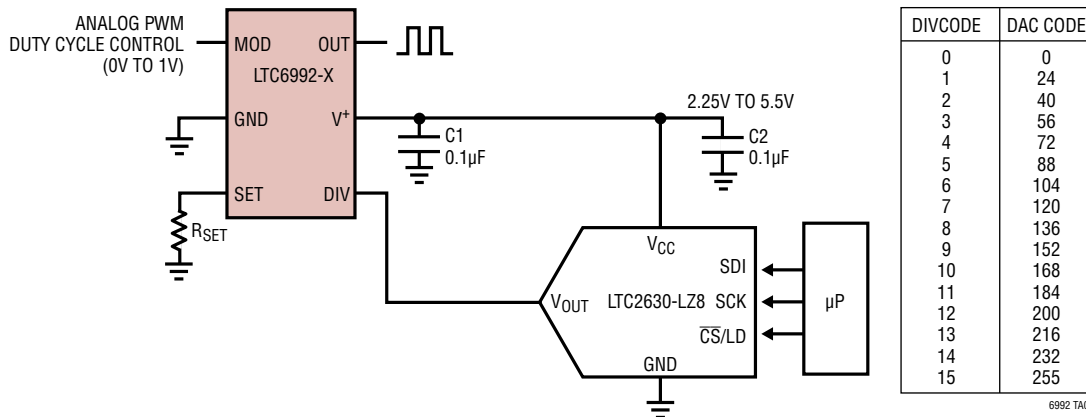 ANALOG PWM
DUTY CYCLE CONTROL
(0V TO 1V)
MOD
OUT
LTC6992-X
GND
V+
SET
DIV
RSET
C1
0.1µF
2.25V TO 5.5V
C2
0.1µF
VCC
SDI
VOUT
LTC2630-LZ8
SCK
CS/LD
GND
µP
DIVCODE DAC CODE
0 0
1 24
2 40
3 56
4 72
5 88
6 104
7 120
8 136
9 152
10 168
11 184
12 200
13 216
14 232
15 255
6992